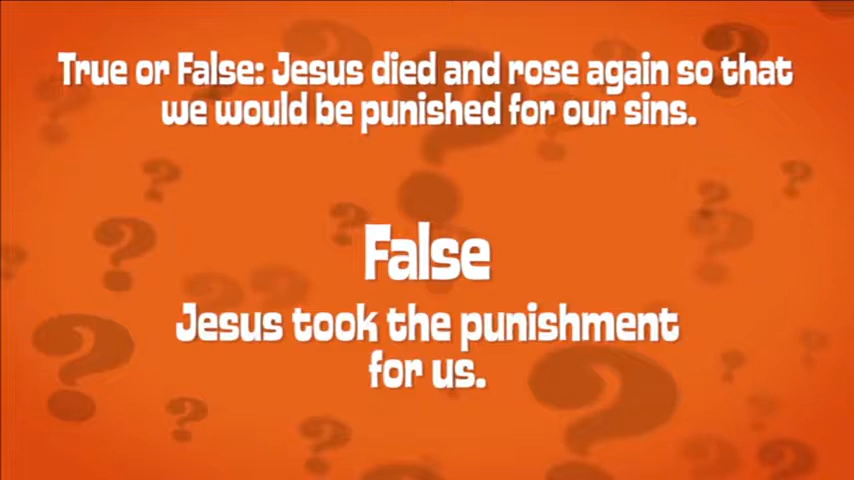 True or False: Jesus died and rose again so that
we would be punished for our sins.
False
Jesus took the punishment
for us.